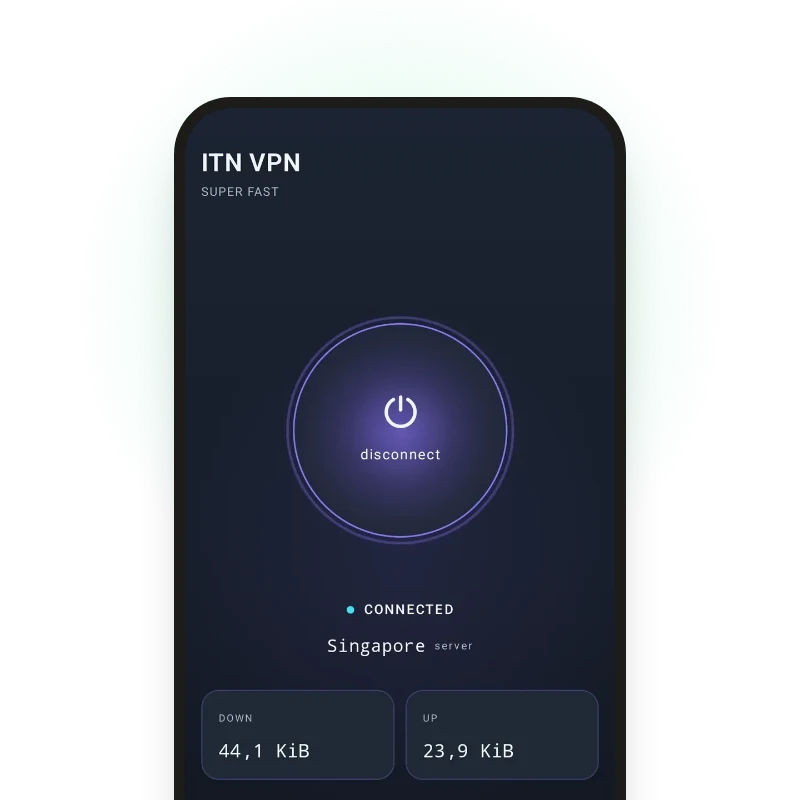 ITN VPN
SUPER FAST
disconnect
CONNECTED
Singapore server
DOWN
44,1 KiB
UP
23,9 KiB